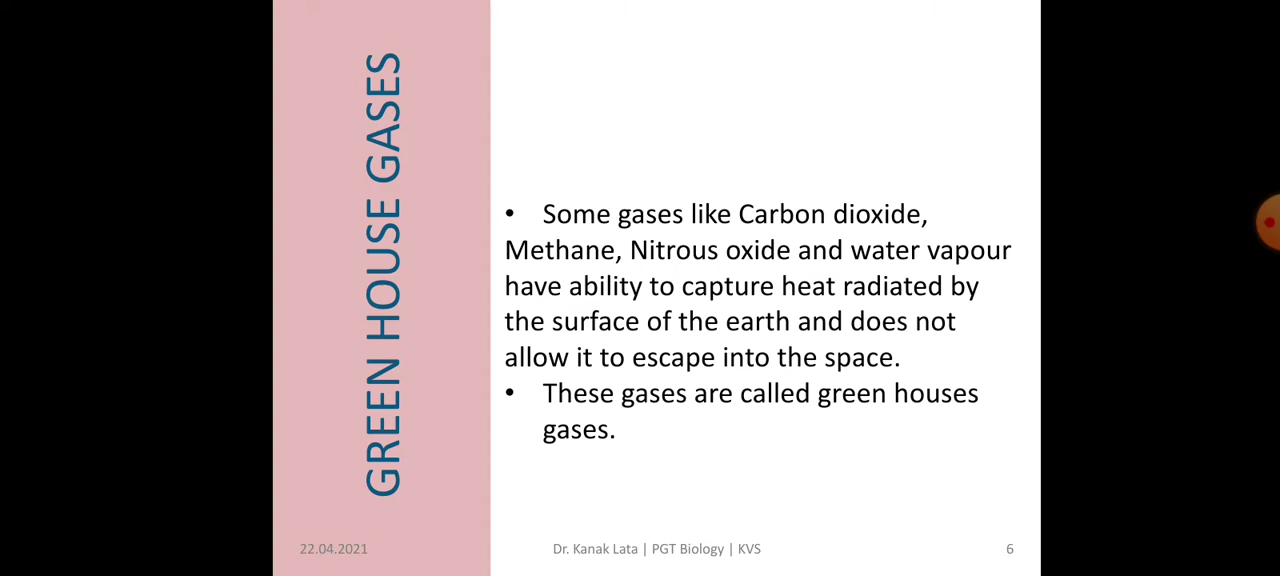 GREEN HOUSE GASES
• Some gases like Carbon dioxide,
Methane, Nitrous oxide and water vapour
have ability to capture heat radiated by
the surface of the earth and does not
allow it to escape into the space.
• These gases are called green houses
gases.
22.04.2021
Dr. Kanak Lata | PGT Biology | KVS
6